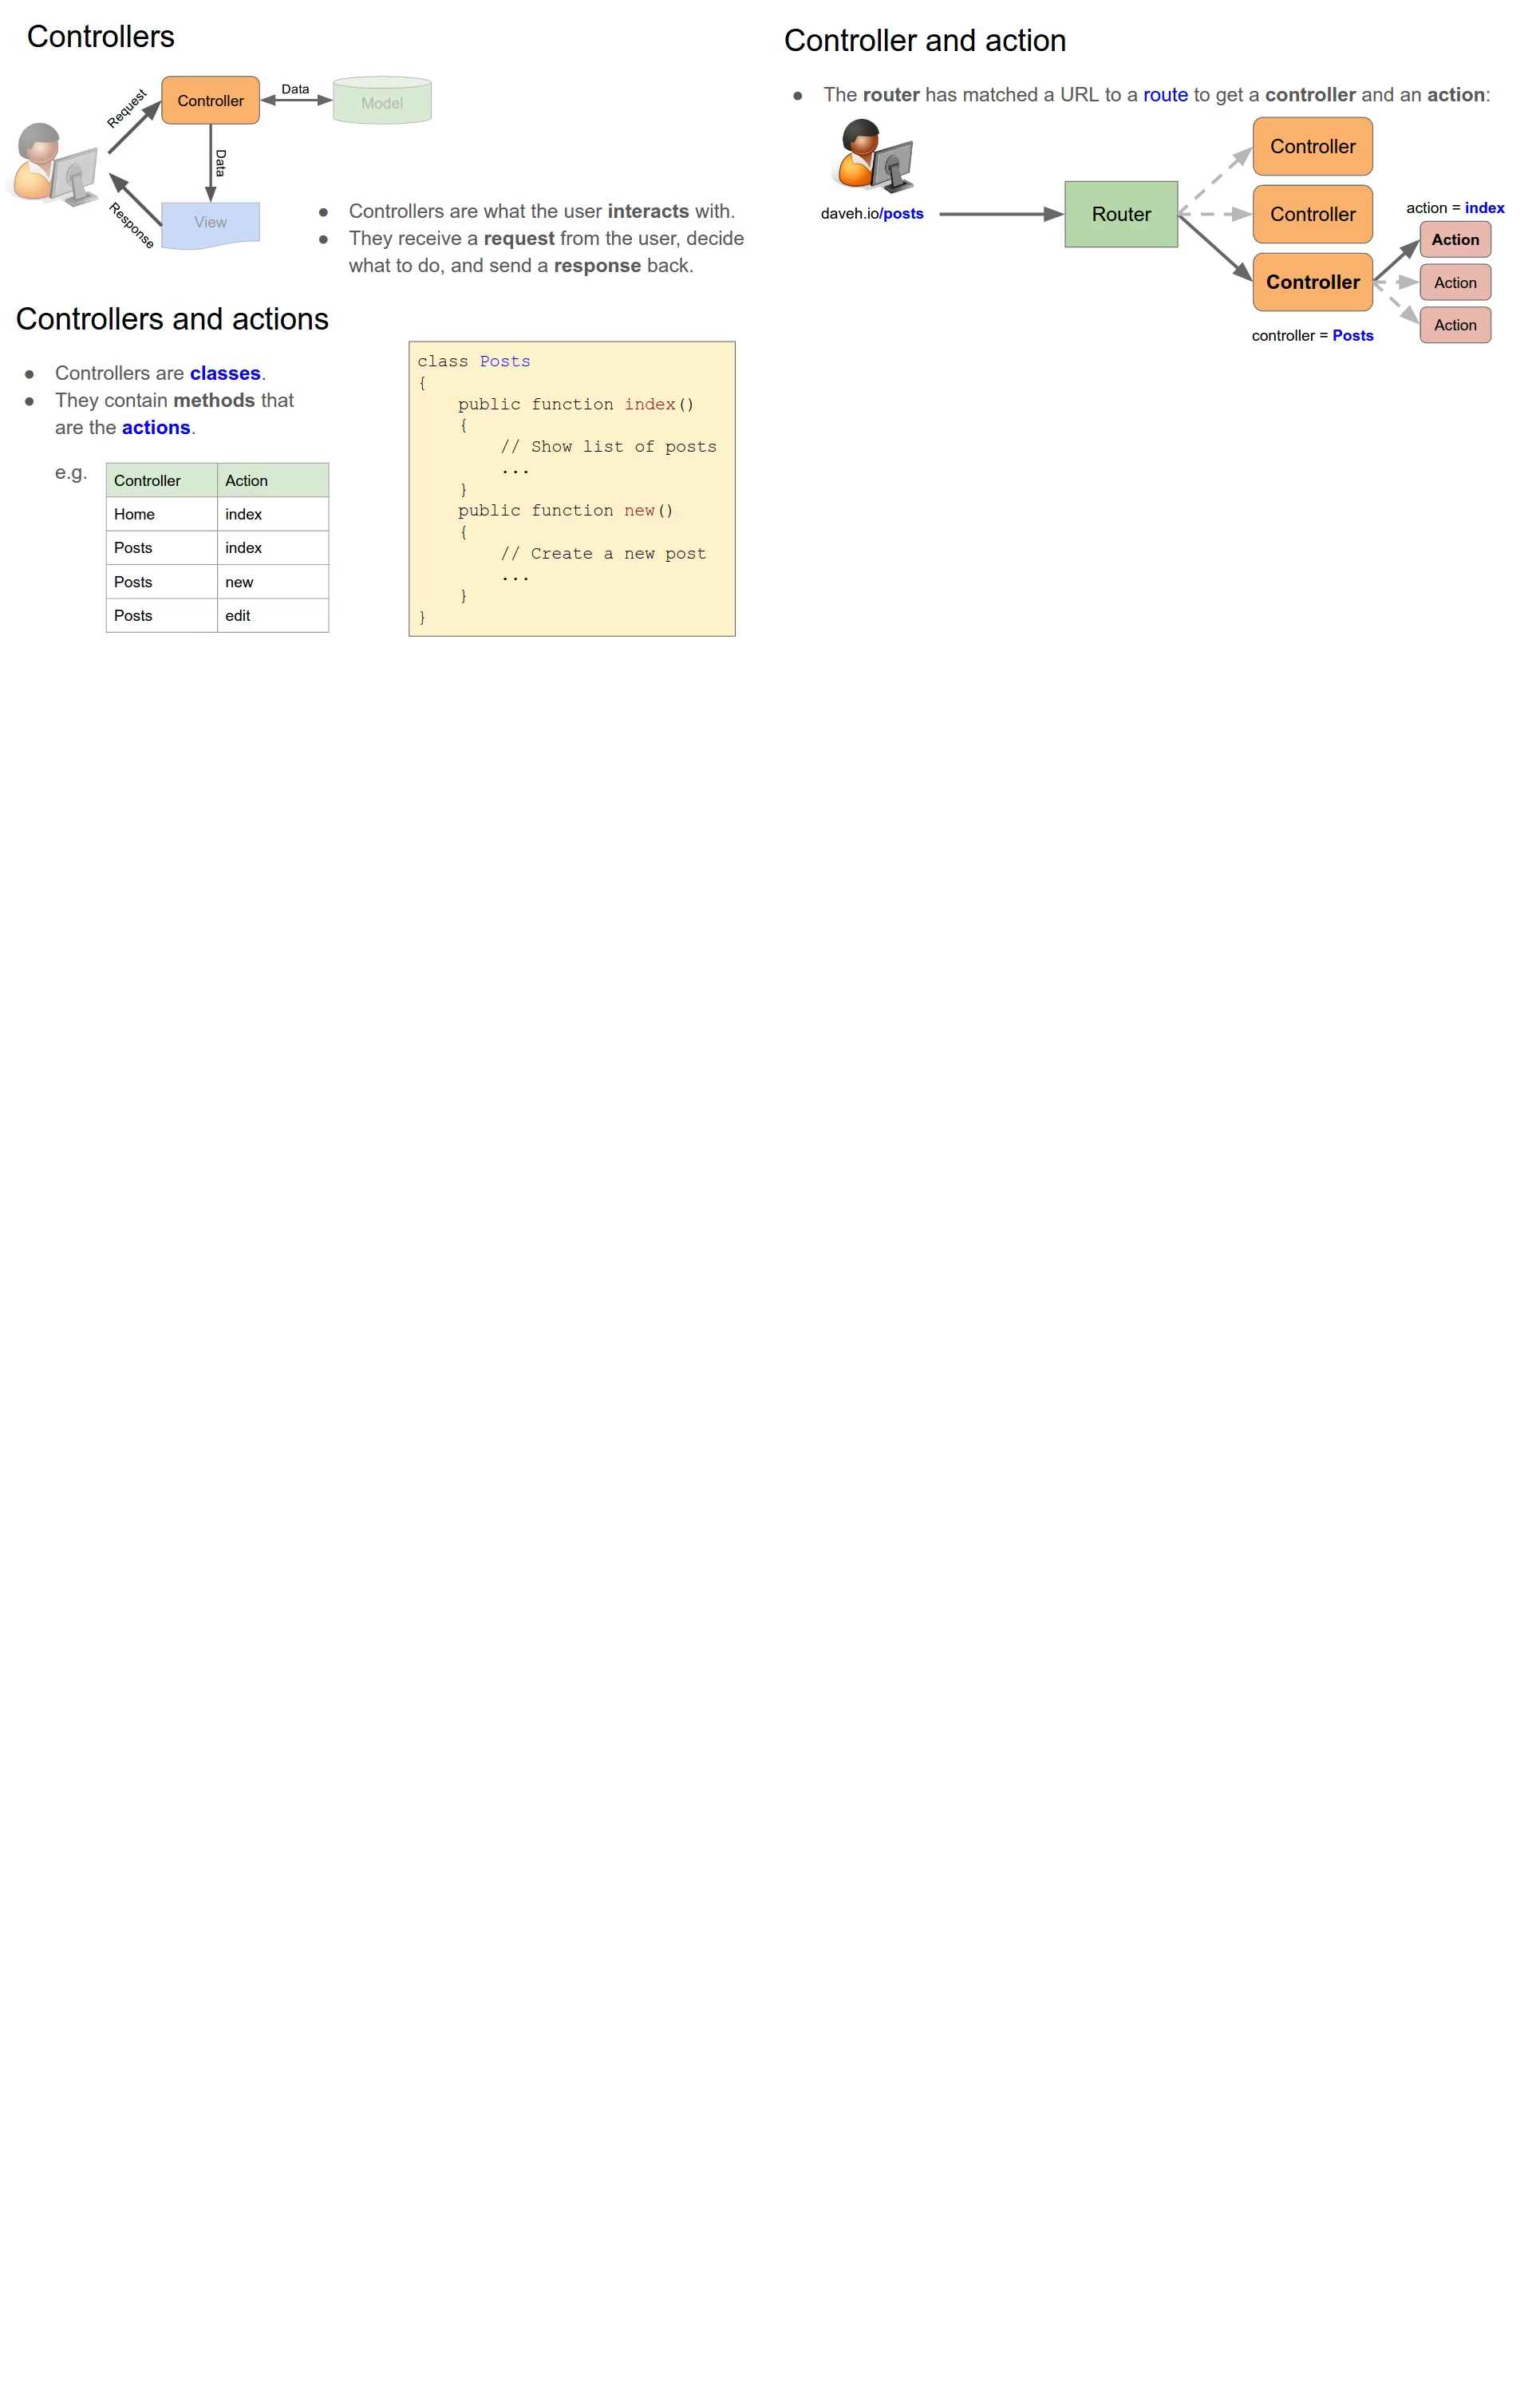 Controllers
Request
Controller
Data
Model
Data
View
Response
● Controllers are what the user interacts with.
● They receive a request from the user, decide
what to do, and send a response back.
Controllers and actions
● Controllers are classes.
● They contain methods that
are the actions.
e.g.
Controller Action
Home index
Posts index
Posts new
Posts edit
class Posts
{
    public function index()
    {
        // Show list of posts
        ...
    }
    public function new()
    {
        // Create a new post
        ...
    }
}
Controller and action
● The router has matched a URL to a route to get a controller and an action:
daveh.io/posts
Router
Controller
Controller
Controller
controller = Posts
action = index
Action
Action
Action